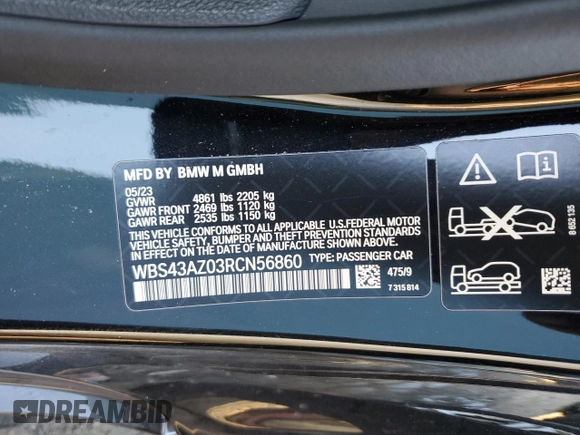 MFD BY BMW M GMBH
05/23
GVWR 4861 lbs 2205 kg
GAWR FRONT 2469 lbs 1120 kg
GAWR REAR 2535 lbs 1150 kg
THIS VEHICLE CONFORMS TO ALL APPLICABLE U.S.FEDERAL MOTOR
VEHICLE SAFETY, BUMPER, AND THEFT PREVENTION STANDARDS
IN EFFECT ON THE DATE OF MANUFACTURE SHOWN ABOVE.
WBS43AZ03RCN56860 TYPE: PASSENGER CAR
475/9
7 315 814
8 652 135
DREAMBID